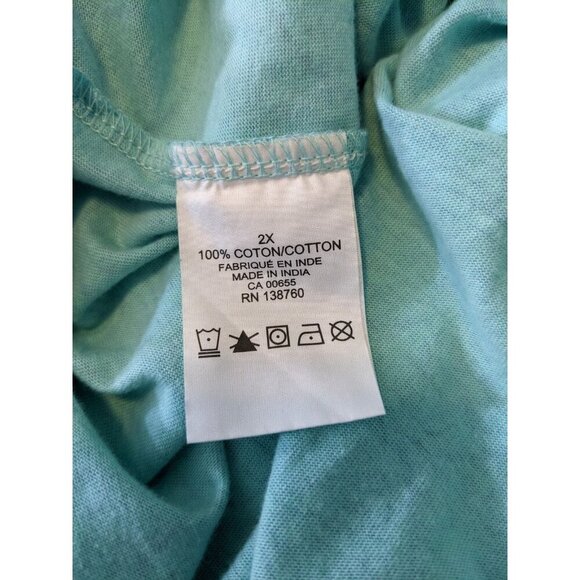 2X
100% COTON/COTTON
FABRIQUÉ EN INDE
MADE IN INDIA
CA 00655
RN 138760